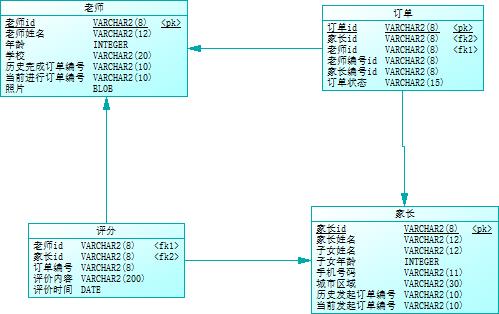 老师
老师id VARCHAR2(8) <pk>
老师姓名 VARCHAR2(12)
年龄 INTEGER
学校 VARCHAR2(20)
历史完成订单编号 VARCHAR2(10)
当前进行订单编号 VARCHAR2(10)
照片 BLOB
订单
订单id VARCHAR2(8) <pk>
家长id VARCHAR2(8) <fk2>
老师id VARCHAR2(8) <fk1>
老师编号id VARCHAR2(8)
家长编号id VARCHAR2(8)
订单状态 VARCHAR2(15)
评分
老师id VARCHAR2(8) <fk1>
家长id VARCHAR2(8) <fk2>
订单编号 VARCHAR2(8)
评价内容 VARCHAR2(200)
评价时间 DATE
家长
家长id VARCHAR2(8) <pk>
家长姓名 VARCHAR2(12)
子女姓名 VARCHAR2(12)
子女年龄 INTEGER
手机号码 VARCHAR2(11)
城市区域 VARCHAR2(30)
历史发起订单编号 VARCHAR2(10)
当前发起订单编号 VARCHAR2(10)